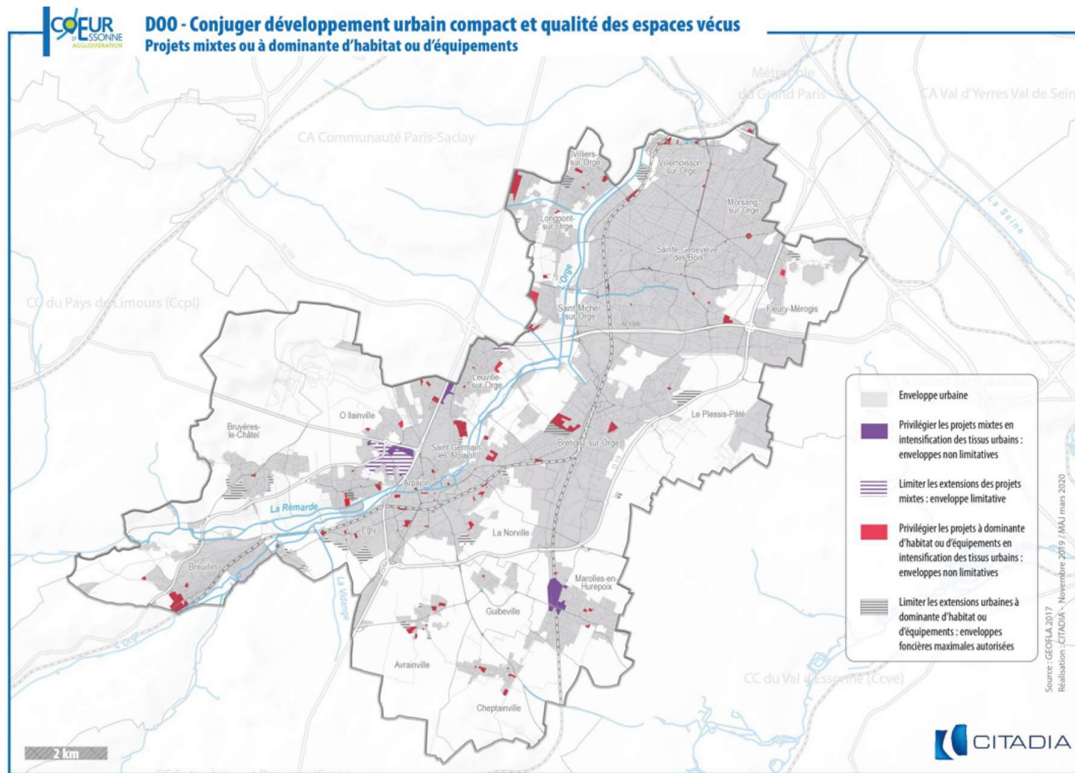 CŒUR
D'ESSONNE
AGGLOMÉRATION
DOO - Conjuger développement urbain compact et qualité des espaces vécus
Projets mixtes ou à dominante d'habitat ou d'équipements
Métropole
du Grand Paris
CA Val d'Yerres Val de Sein
CA Communauté Paris-Saclay
Villiers-
sur-Orge
Villemoisson-
sur-Orge
Longpont-
sur-Orge
Morsang-
sur-Orge
La Seine
Sainte-Geneviève
des-Bois
L'Orge
CC du Pays de Limours (Ccpl)
Saint-Michel
sur-Orge
Fleury-Mérogis
Leuville-
sur-Orge
Ollainville
Le Plessis-Pâté
Bruyères-
le-Châtel
Saint-Germain
lès-Arpajon
Brétigny-sur-Orge
Arpajon
La Rémarde
Egly
La Norville
Breuillet
Marolles-en-
Hurepoix
La Vidange
Guibeville
L'Orge
Avrainville
Cheptainville
CC du Val d'Essonne (Ccve)
Enveloppe urbaine
Privilégier les projets mixtes en
intensification des tissus urbains :
enveloppes non limitatives
Limiter les extensions des projets
mixtes : enveloppe limitative
Privilégier les projets à dominante
d'habitat ou d'équipements en
intensification des tissus urbains :
enveloppes non limitatives
Limiter les extensions urbaines à
dominante d'habitat ou
d'équipements : enveloppes
foncières maximales autorisées
Source : GEOFLA 2017
Réalisation : CITADIA - Novembre 2019 / MAJ mars 2020
2 km
CITADIA